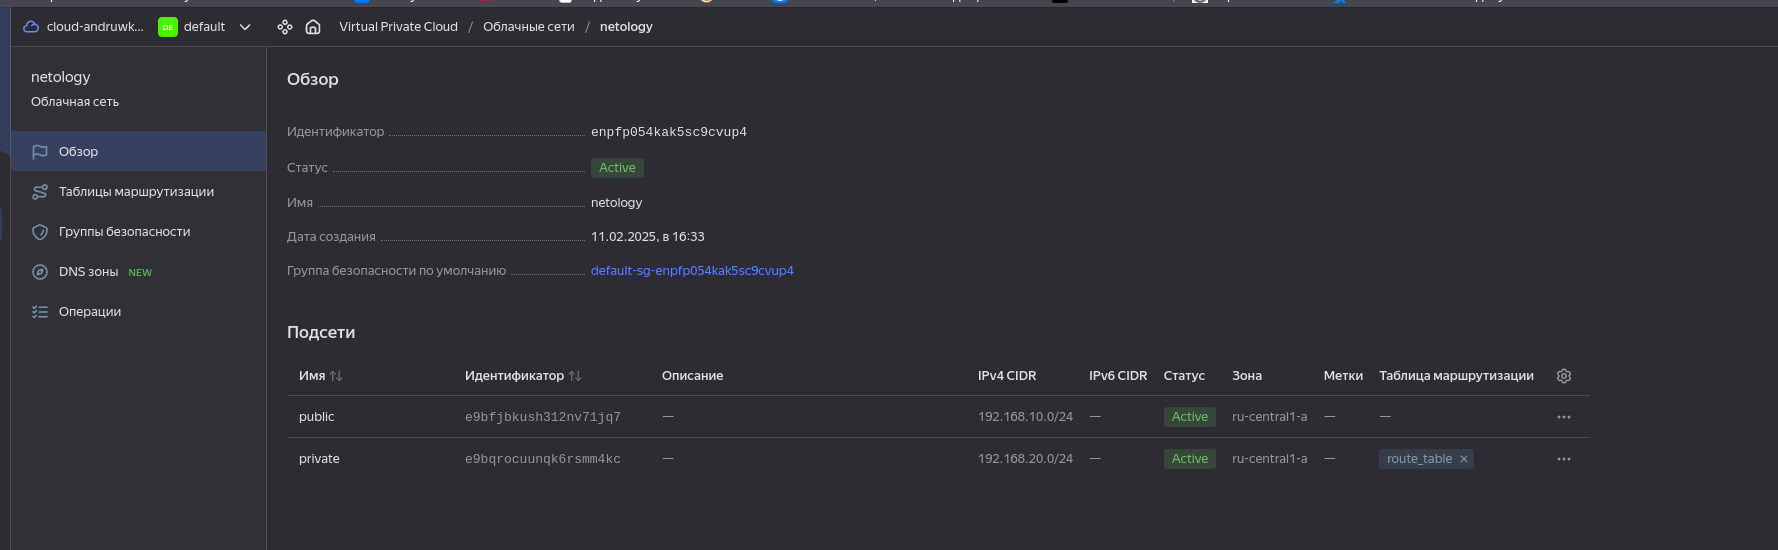 cloud-andruwk... DE default Virtual Private Cloud / Облачные сети / netology
netology
Облачная сеть
Обзор
Таблицы маршрутизации
Группы безопасности
DNS зоны NEW
Операции
Обзор
Идентификатор enpfp054kak5sc9cvup4
Статус Active
Имя netology
Дата создания 11.02.2025, в 16:33
Группа безопасности по умолчанию default-sg-enpfp054kak5sc9cvup4
Подсети
Имя Идентификатор Описание IPv4 CIDR IPv6 CIDR Статус Зона Метки Таблица маршрутизации
public e9bfjbkush312nv71jq7 — 192.168.10.0/24 — Active ru-central1-a — —
private e9bqrocuunqk6rsmm4kc — 192.168.20.0/24 — Active ru-central1-a — route_table ×